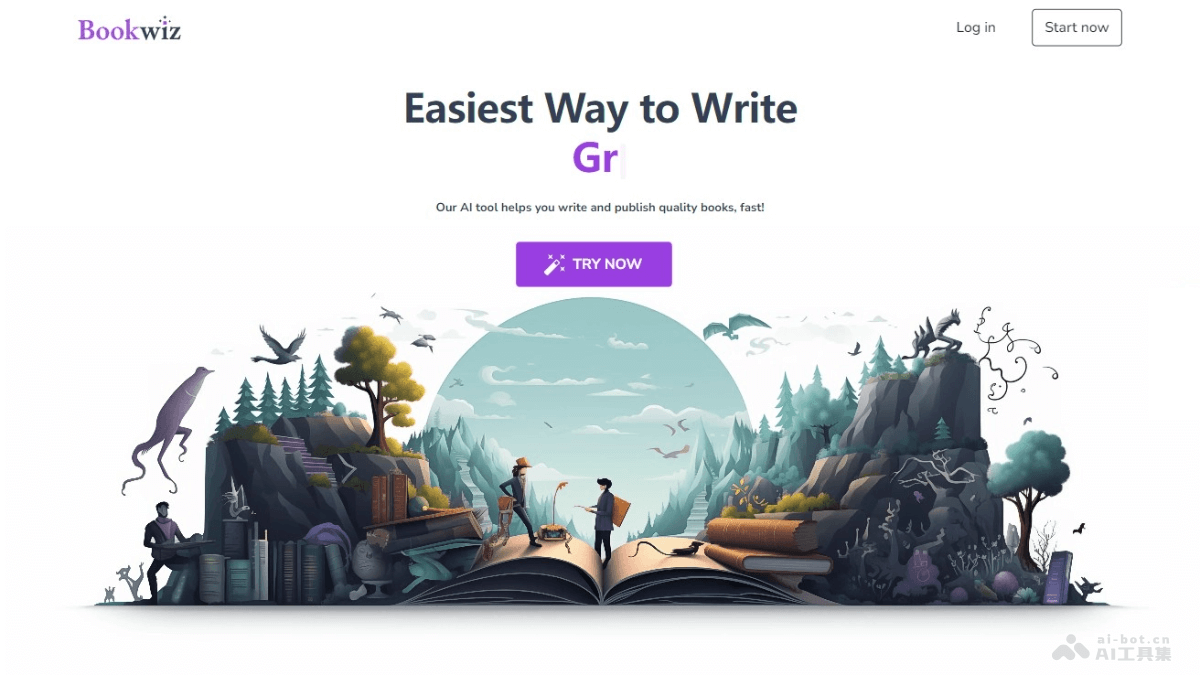 Bookwiz
Log in
Start now
Easiest Way to Write
Gr
Our AI tool helps you write and publish quality books, fast!
TRY NOW
ai-bot.cn
AI工具集